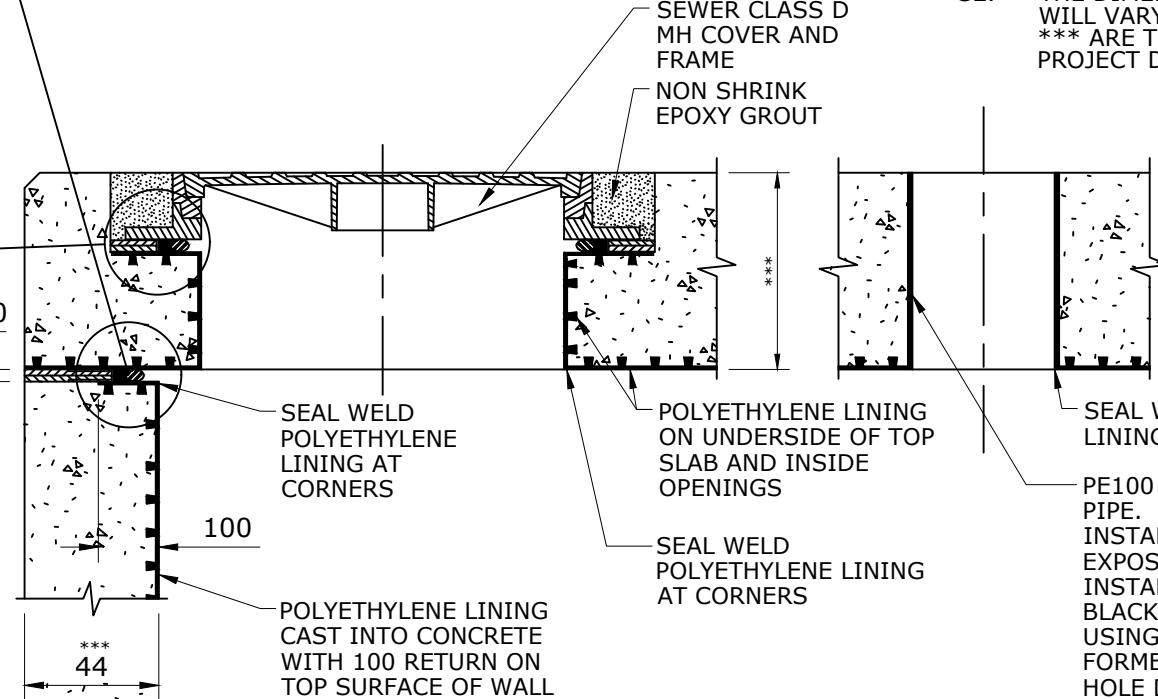 SEWER CLASS D
MH COVER AND
FRAME
NON SHRINK
EPOXY GROUT
WILL VARY
*** ARE T
PROJECT D
***
0
SEAL WELD
POLYETHYLENE
LINING AT
CORNERS
POLYETHYLENE LINING
ON UNDERSIDE OF TOP
SLAB AND INSIDE
OPENINGS
SEAL W
LINING
100
SEAL WELD
POLYETHYLENE LINING
AT CORNERS
PE100
PIPE.
INSTAL
EXPOS
INSTAL
BLACK
USING
FORME
HOLE D
POLYETHYLENE LINING
CAST INTO CONCRETE
WITH 100 RETURN ON
TOP SURFACE OF WALL
***
44